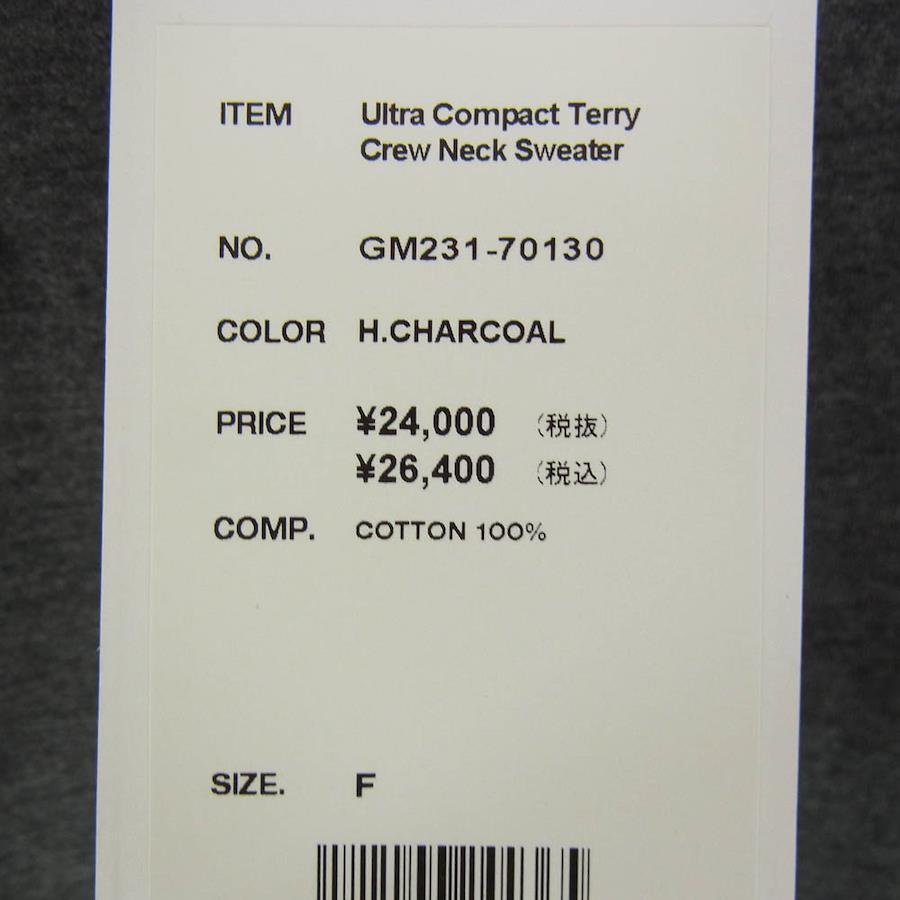 ITEM Ultra Compact Terry
Crew Neck Sweater
NO. GM231-70130
COLOR H.CHARCOAL
PRICE ¥24,000 (税抜)
¥26,400 (税込)
COMP. COTTON 100%
SIZE. F